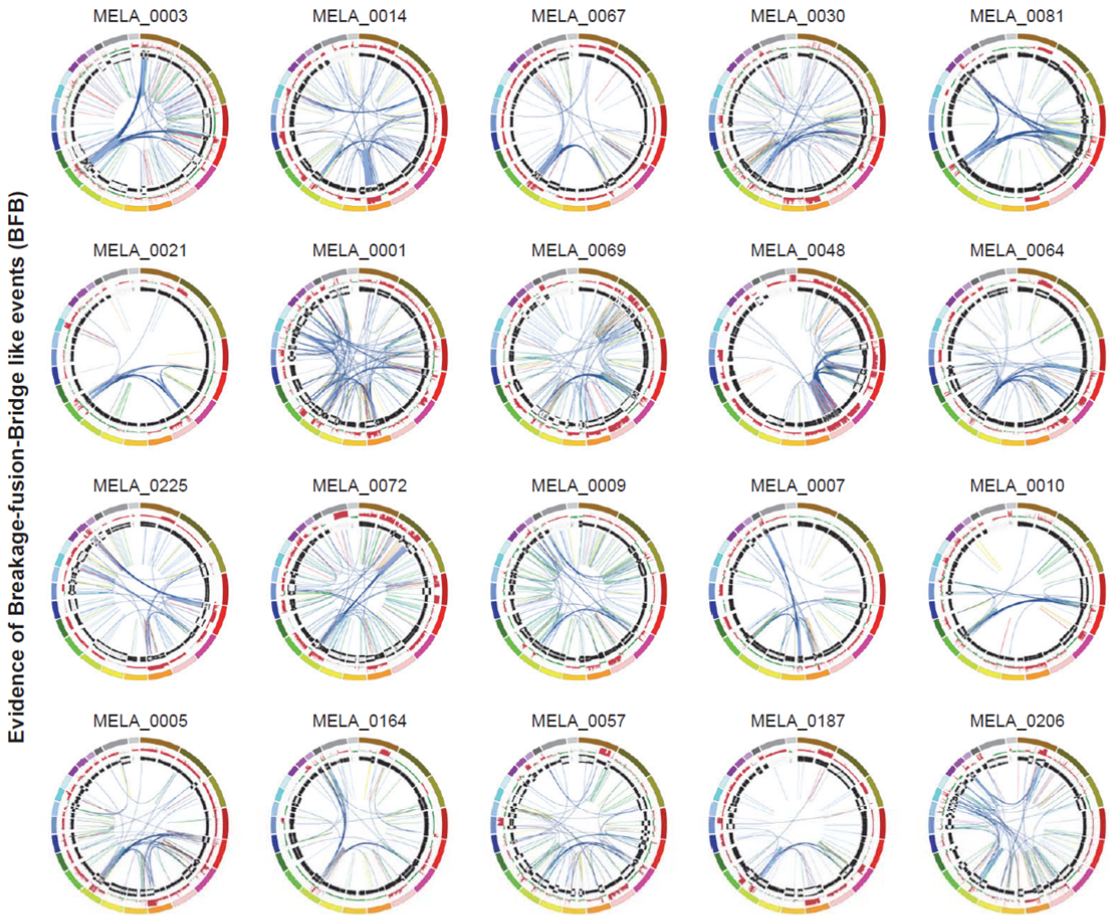 Evidence of Breakage-fusion-Bridge like events (BFB)
MELA_0003 MELA_0014 MELA_0067 MELA_0030 MELA_0081
MELA_0021 MELA_0001 MELA_0069 MELA_0048 MELA_0064
MELA_0225 MELA_0072 MELA_0009 MELA_0007 MELA_0010
MELA_0005 MELA_0164 MELA_0057 MELA_0187 MELA_0206